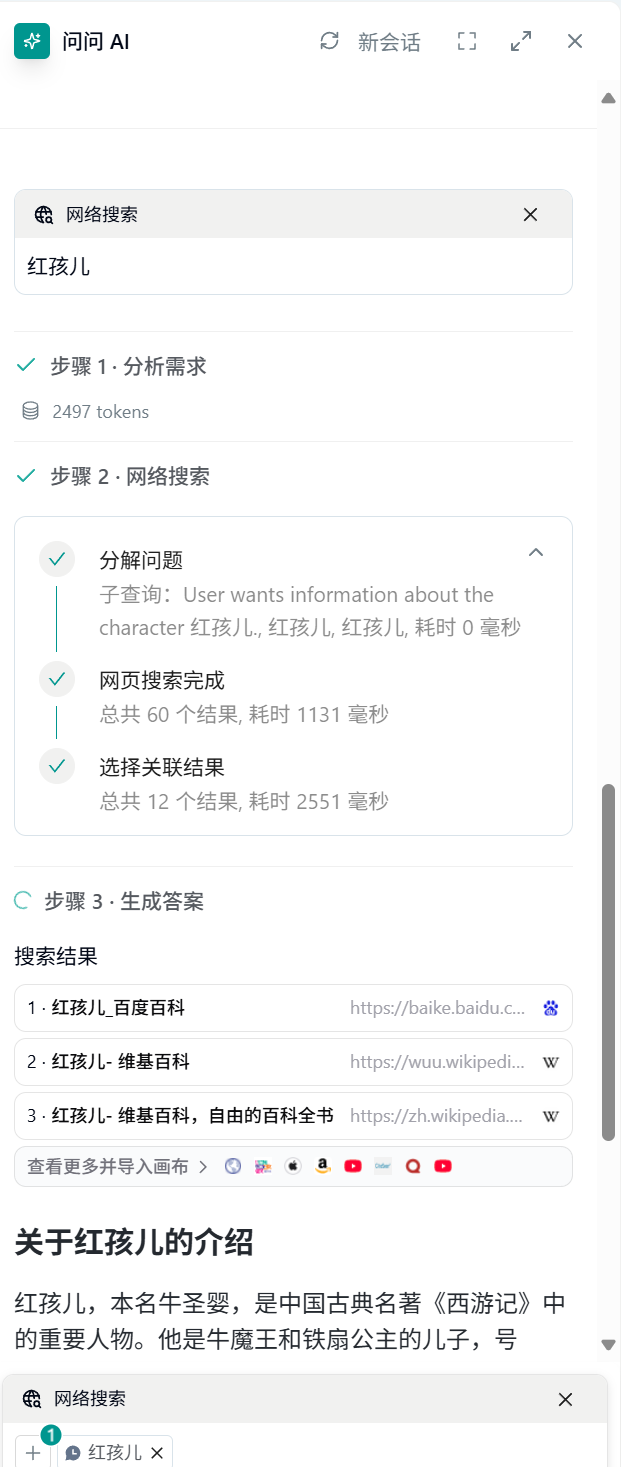 问问 AI
新会话
网络搜索
红孩儿
步骤 1 · 分析需求
2497 tokens
步骤 2 · 网络搜索
分解问题
子查询：User wants information about the
character 红孩儿., 红孩儿, 红孩儿, 耗时 0 毫秒
网页搜索完成
总共 60 个结果, 耗时 1131 毫秒
选择关联结果
总共 12 个结果, 耗时 2551 毫秒
步骤 3 · 生成答案
搜索结果
1 · 红孩儿_百度百科 https://baike.baidu.c...
2 · 红孩儿- 维基百科 https://wuu.wikipedi...
3 · 红孩儿- 维基百科，自由的百科全书 https://zh.wikipedia....
查看更多并导入画布
关于红孩儿的介绍
红孩儿，本名牛圣婴，是中国古典名著《西游记》中
的重要人物。他是牛魔王和铁扇公主的儿子，号
网络搜索
1
红孩儿